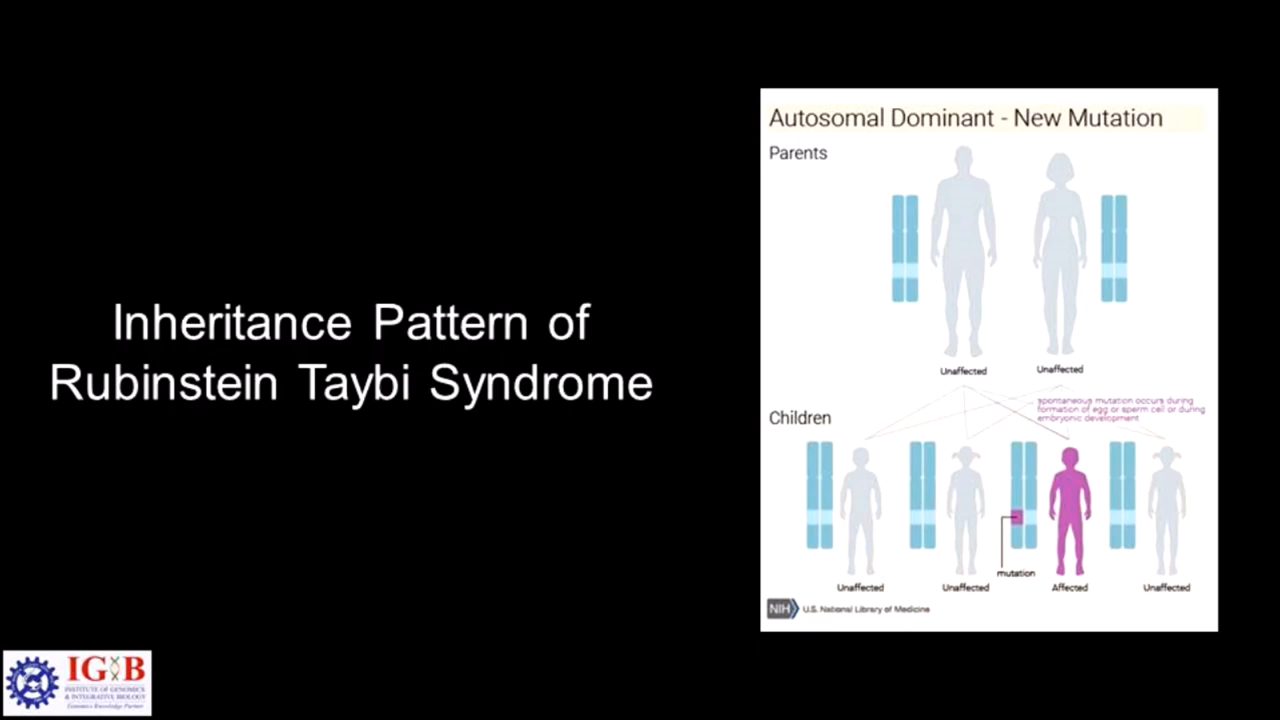 Inheritance Pattern of
Rubinstein Taybi Syndrome
Autosomal Dominant - New Mutation
Parents
Unaffected
Unaffected
spontaneous mutation occurs during
formation of egg or sperm cell or during
embryonic development
Children
mutation
Unaffected
Unaffected
Affected
Unaffected
NIH
U.S. National Library of Medicine
IGIB
INSTITUTE OF GENOMICS
& INTEGRATIVE BIOLOGY
Genomics Knowledge Partner